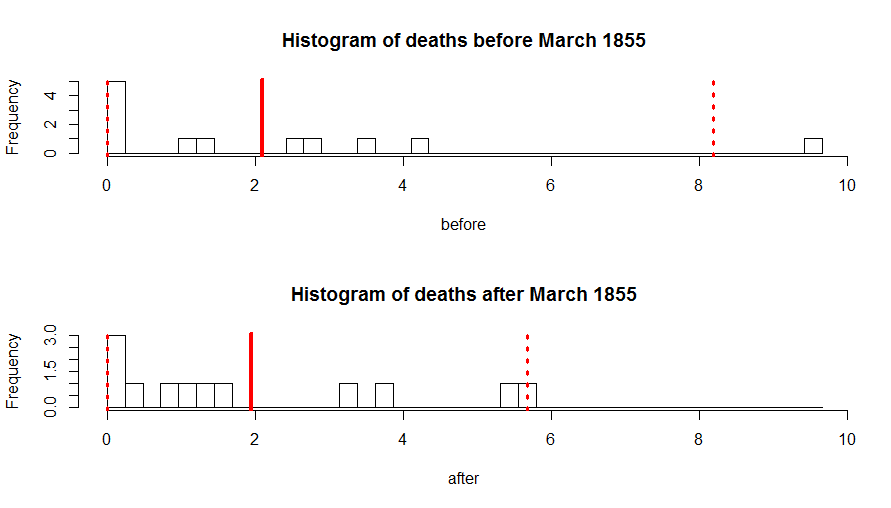 Histogram of deaths before March 1855
Frequency
0 2 4
0 2 4 6 8 10
before
Histogram of deaths after March 1855
Frequency
0.0 1.5 3.0
0 2 4 6 8 10
after